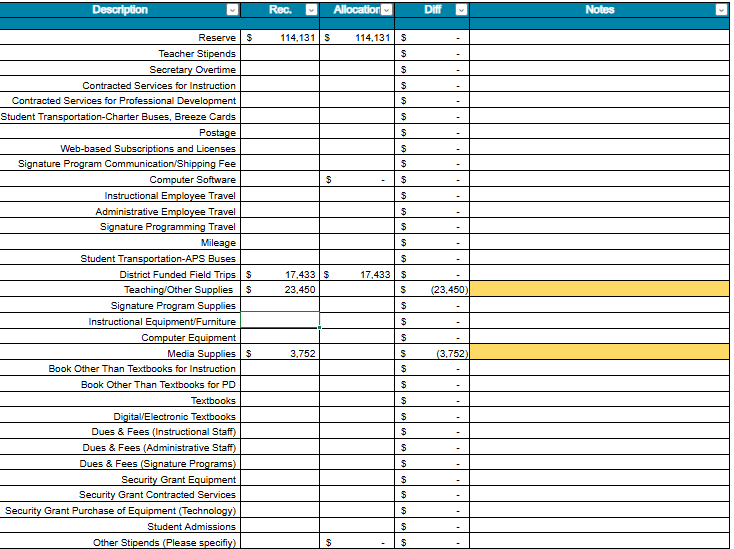 Description Rec. Allocation Diff Notes
Reserve $ 114,131 $ 114,131 $ -
Teacher Stipends $ -
Secretary Overtime $ -
Contracted Services for Instruction $ -
Contracted Services for Professional Development $ -
Student Transportation-Charter Buses, Breeze Cards $ -
Postage $ -
Web-based Subscriptions and Licenses $ -
Signature Program Communication/Shipping Fee $ -
Computer Software $ - $ -
Instructional Employee Travel $ -
Administrative Employee Travel $ -
Signature Programming Travel $ -
Mileage $ -
Student Transportation-APS Buses $ -
District Funded Field Trips $ 17,433 $ 17,433 $ -
Teaching/Other Supplies $ 23,450 $ (23,450)
Signature Program Supplies $ -
Instructional Equipment/Furniture $ -
Computer Equipment $ -
Media Supplies $ 3,752 $ (3,752)
Book Other Than Textbooks for Instruction $ -
Book Other Than Textbooks for PD $ -
Textbooks $ -
Digital/Electronic Textbooks $ -
Dues & Fees (Instructional Staff) $ -
Dues & Fees (Administrative Staff) $ -
Dues & Fees (Signature Programs) $ -
Security Grant Equipment $ -
Security Grant Contracted Services $ -
Security Grant Purchase of Equipment (Technology) $ -
Student Admissions $ -
Other Stipends (Please specifiy) $ - $ -